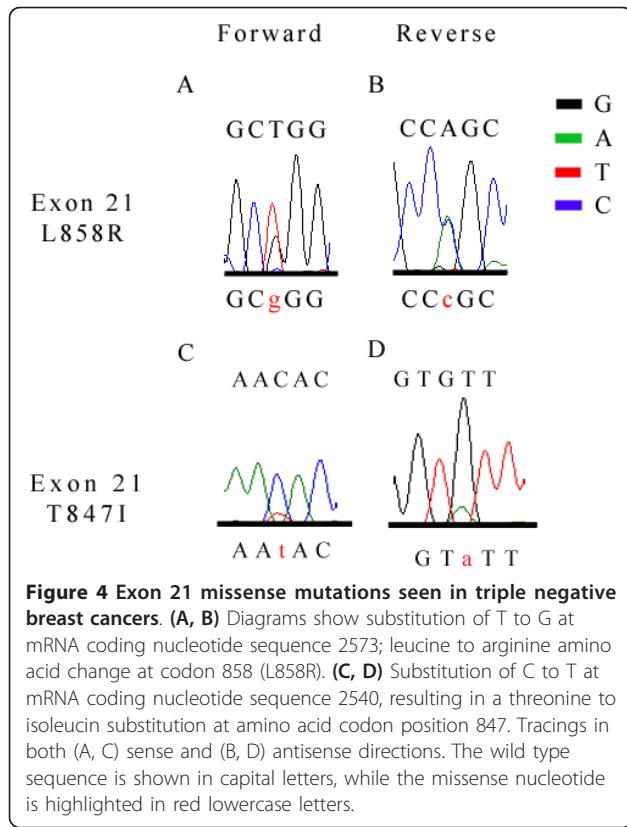 Forward Reverse
A B
GCTGG CCAGC
G
A
T
C
Exon 21
L858R
GCgGG CCcGC
C D
AACAC GTGTT
Exon 21
T847I
AAtAC GTaTT
Figure 4 Exon 21 missense mutations seen in triple negative
breast cancers. (A, B) Diagrams show substitution of T to G at
mRNA coding nucleotide sequence 2573; leucine to arginine amino
acid change at codon 858 (L858R). (C, D) Substitution of C to T at
mRNA coding nucleotide sequence 2540, resulting in a threonine to
isoleucin substitution at amino acid codon position 847. Tracings in
both (A, C) sense and (B, D) antisense directions. The wild type
sequence is shown in capital letters, while the missense nucleotide
is highlighted in red lowercase letters.